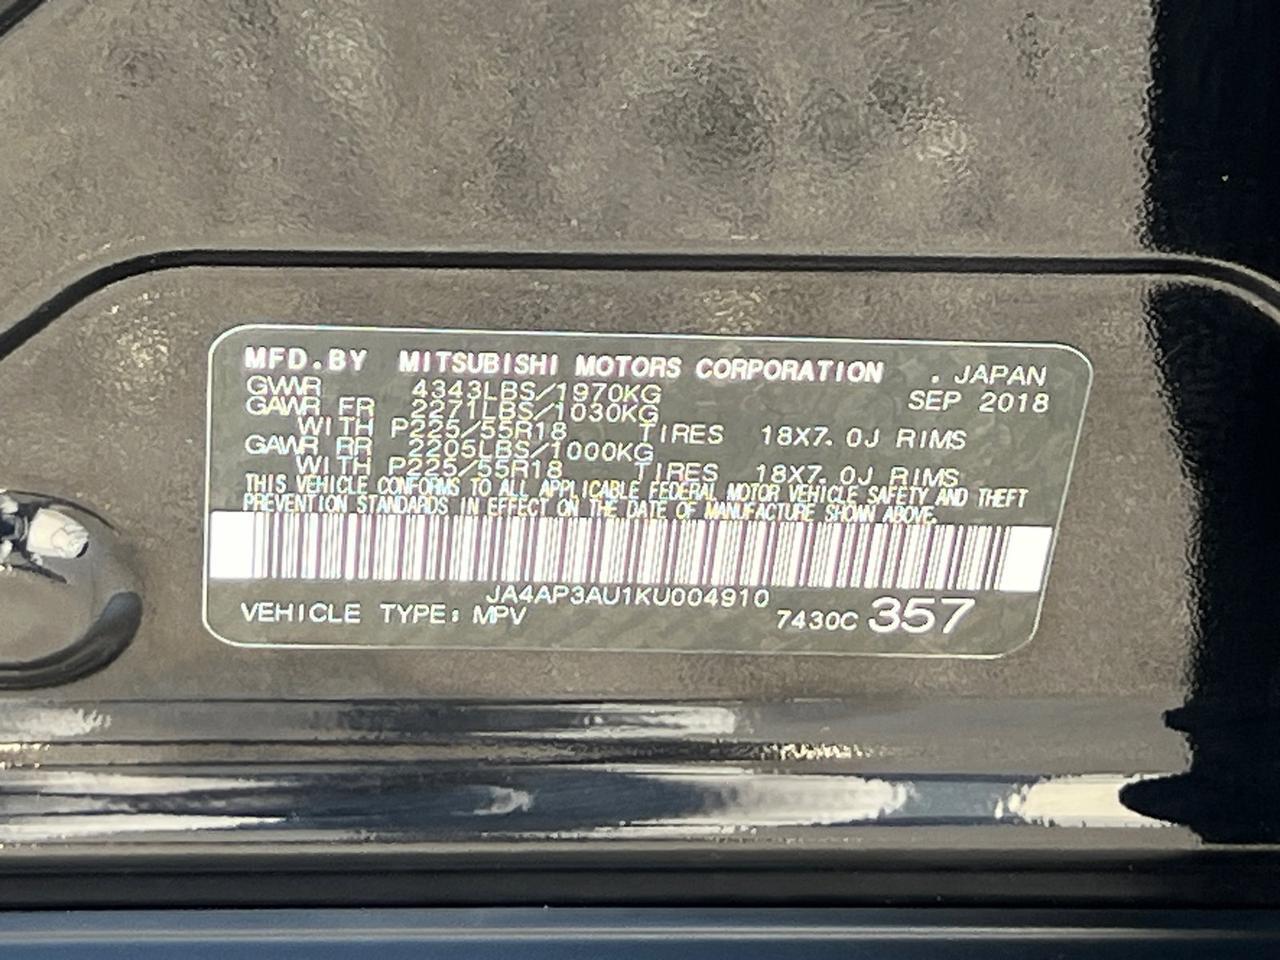 MFD.BY MITSUBISHI MOTORS CORPORATION . JAPAN
GVWR 4343LBS/1970KG SEP 2018
GAWR FR 2271LBS/1030KG
WITH P225/55R18 TIRES 18X7.0J RIMS
GAWR RR 2205LBS/1000KG
WITH P225/55R18 TIRES 18X7.0J RIMS
THIS VEHICLE CONFORMS TO ALL APPLICABLE FEDERAL MOTOR VEHICLE SAFETY AND THEFT
PREVENTION STANDARDS IN EFFECT ON THE DATE OF MANUFACTURE SHOWN ABOVE.
JA4AP3AU1KU004910
VEHICLE TYPE: MPV 7430C 357